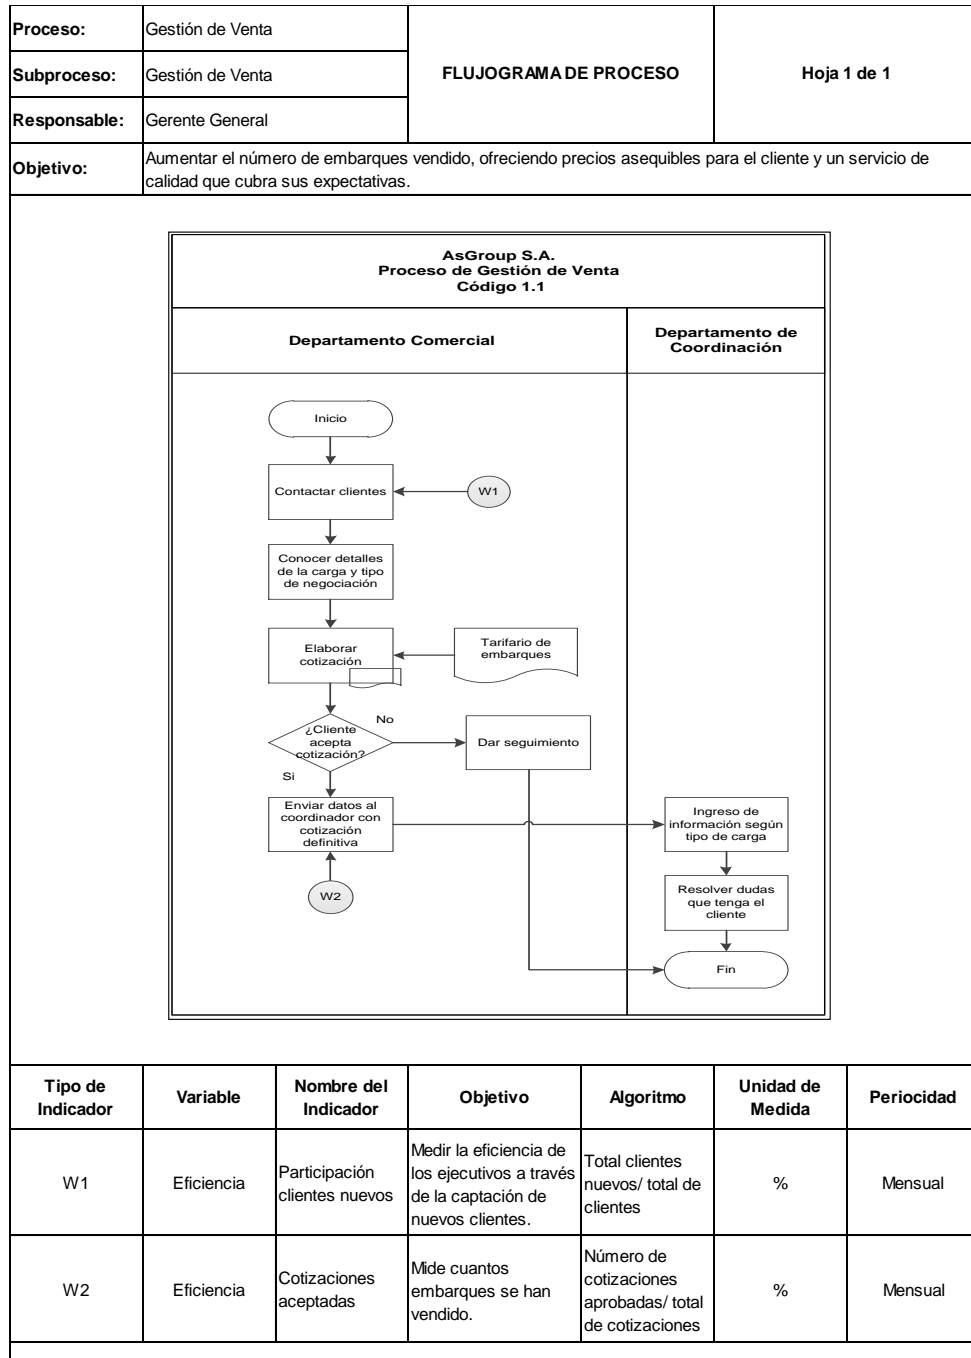 Proceso:
Gestión de Venta
Subproceso:
Gestión de Venta
Responsable:
Gerente General
FLUJOGRAMA DE PROCESO
Hoja 1 de 1
Objetivo:
Aumentar el número de embarques vendido, ofreciendo precios asequibles para el cliente y un servicio de
calidad que cubra sus expectativas.
AsGroup S.A.
Proceso de Gestión de Venta
Código 1.1
Departamento Comercial
Departamento de
Coordinación
Inicio
Contactar clientes
W1
Conocer detalles
de la carga y tipo
de negociación
Elaborar
cotización
Tarifario de
embarques
¿Cliente
acepta
cotización?
No
Dar seguimiento
Si
Enviar datos al
coordinador con
cotización
definitiva
Ingreso de
información según
tipo de carga
W2
Resolver dudas
que tenga el
cliente
Fin
Tipo de
Indicador
Variable
Nombre del
Indicador
Objetivo
Algoritmo
Unidad de
Medida
Periocidad
W1
Eficiencia
Participación
clientes nuevos
Medir la eficiencia de
los ejecutivos a través
de la captación de
nuevos clientes.
Total clientes
nuevos/ total de
clientes
%
Mensual
W2
Eficiencia
Cotizaciones
aceptadas
Mide cuantos
embarques se han
vendido.
Número de
cotizaciones
aprobadas/ total
de cotizaciones
%
Mensual